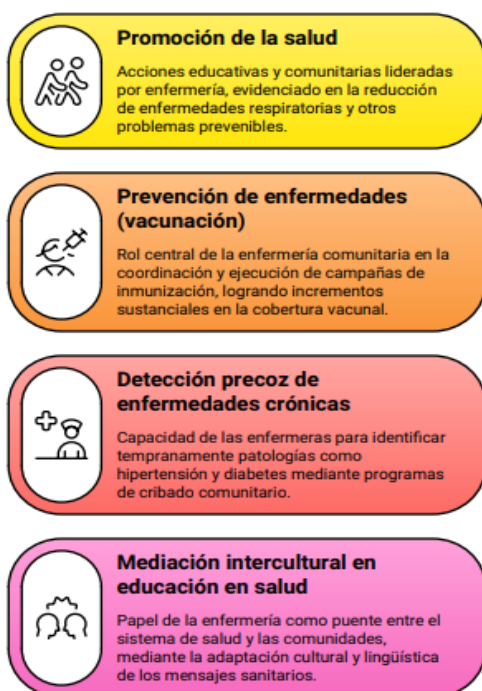 Promoción de la salud
Acciones educativas y comunitarias lideradas
por enfermería, evidenciado en la reducción
de enfermedades respiratorias y otros
problemas prevenibles.
Prevención de enfermedades
(vacunación)
Rol central de la enfermería comunitaria en la
coordinación y ejecución de campañas de
inmunización, logrando incrementos
sustanciales en la cobertura vacunal.
Detección precoz de
enfermedades crónicas
Capacidad de las enfermeras para identificar
tempranamente patologías como
hipertensión y diabetes mediante programas
de cribado comunitario.
Mediación intercultural en
educación en salud
Papel de la enfermería como puente entre el
sistema de salud y las comunidades,
mediante la adaptación cultural y lingüística
de los mensajes sanitarios.